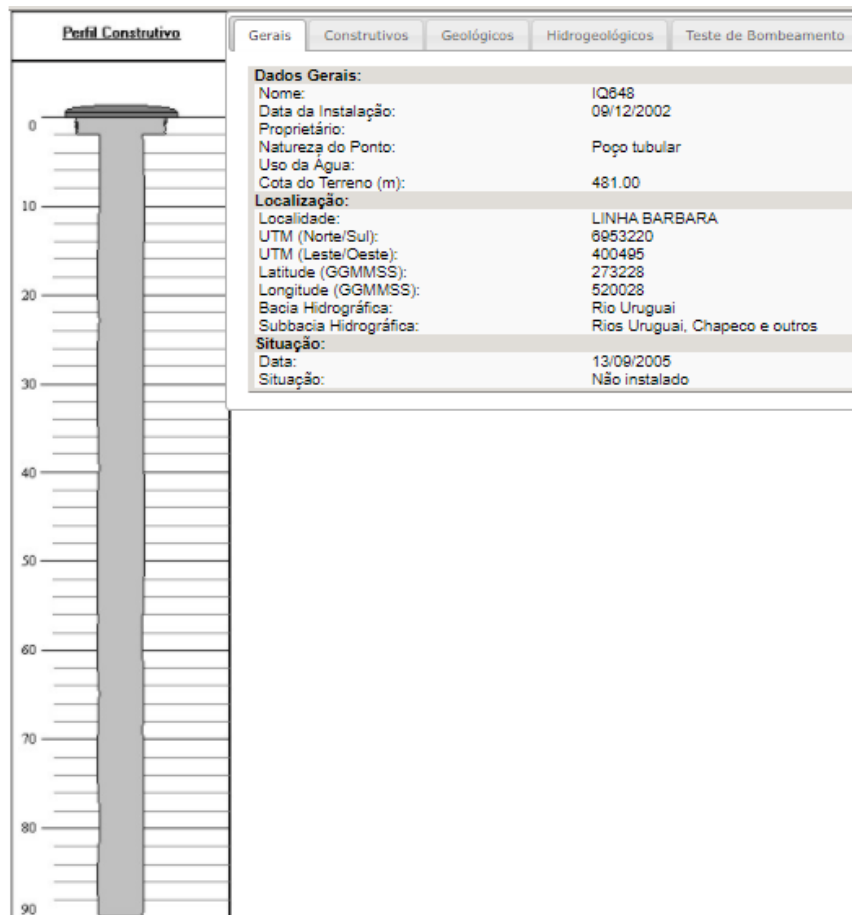 Perfil Construtivo
0
10
20
30
40
50
60
70
80
90
Gerais Construtivos Geológicos Hidrogeológicos Teste de Bombeamento
Dados Gerais:
Nome: IQ648
Data da Instalação: 09/12/2002
Proprietário:
Natureza do Ponto: Poço tubular
Uso da Água:
Cota do Terreno (m): 481.00
Localização:
Localidade: LINHA BARBARA
UTM (Norte/Sul): 6953220
UTM (Leste/Oeste): 400495
Latitude (GGMMSS): 273228
Longitude (GGMMSS): 520028
Bacia Hidrográfica: Rio Uruguai
Subbacia Hidrográfica: Rios Uruguai, Chapeco e outros
Situação:
Data: 13/09/2005
Situação: Não instalado